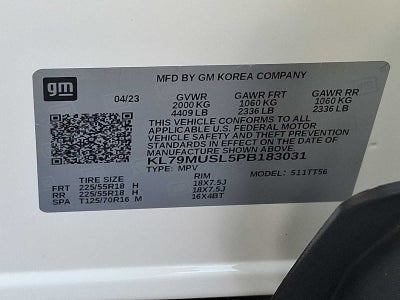 gm
MFD BY GM KOREA COMPANY
04/23 GVWR GAWR FRT GAWR RR
2000 KG 1060 KG 1060 KG
4409 LB 2336 LB 2336 LB
THIS VEHICLE CONFORMS TO ALL
APPLICABLE U.S. FEDERAL MOTOR
VEHICLE SAFETY AND THEFT PREVENTION
STANDARDS IN EFFECT ON THE DATE OF
MANUFACTURE SHOWN ABOVE.
KL79MUSL5PB183031
TYPE: MPV MODEL: 511TT56
TIRE SIZE RIM
FRT 225/55R18 H 18X7.5J
RR 225/55R18 H 18X7.5J
SPA T125/70R16 M 16X4BT